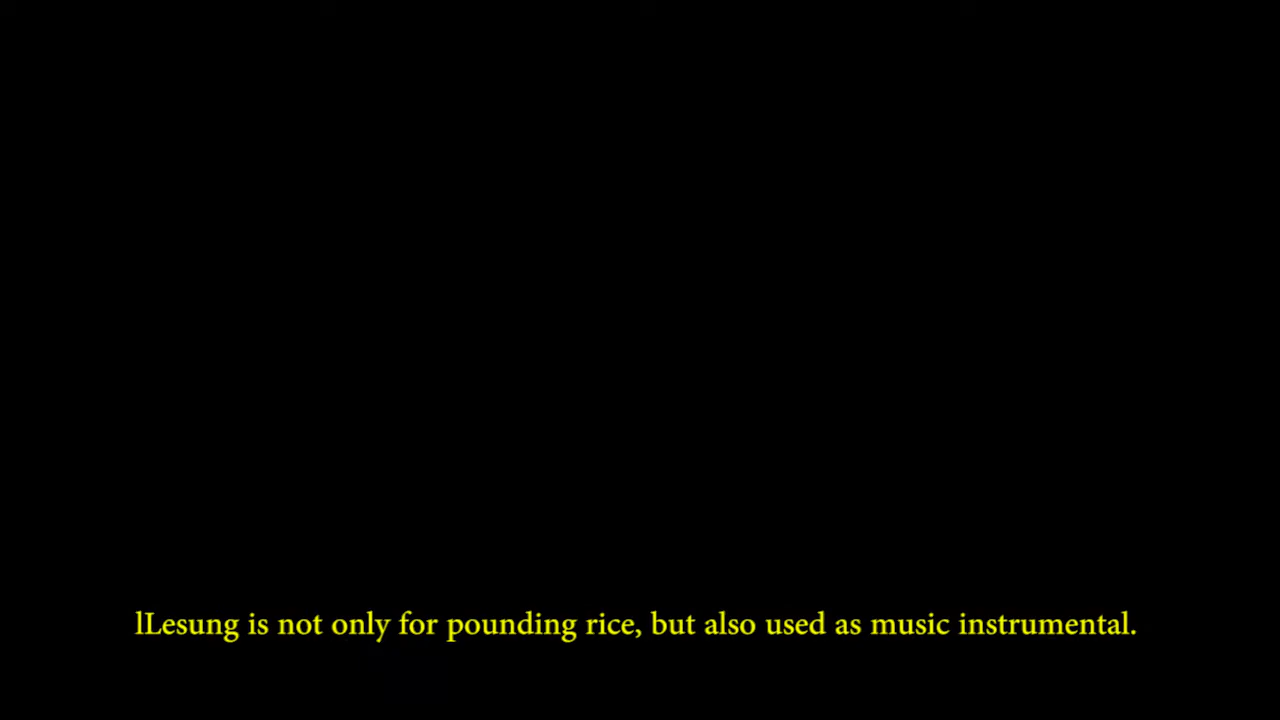 lLesung is not only for pounding rice, but also used as music instrumental.